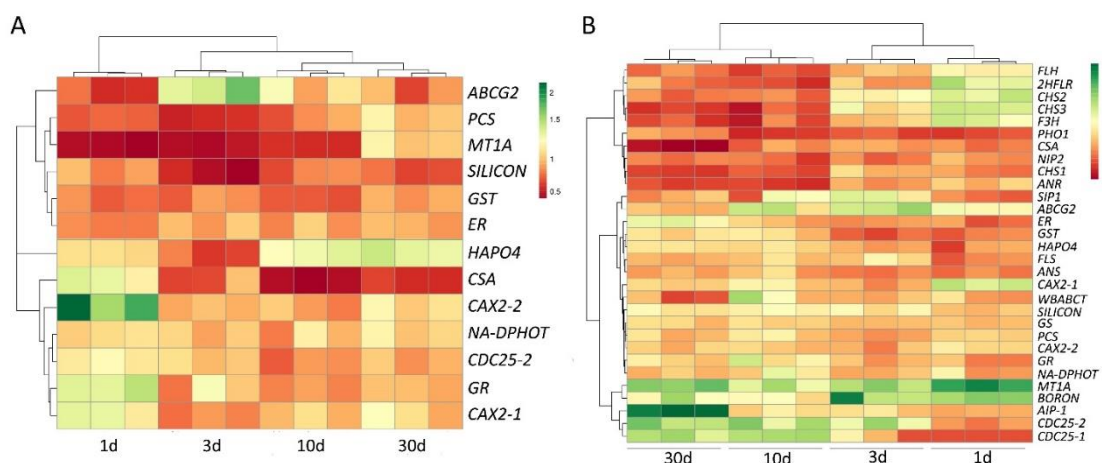 A
ABCG2
PCS
MT1A
SILICON
GST
ER
HAPO4
CSA
CAX2-2
NA-DPHOT
CDC25-2
GR
CAX2-1
2
1.5
1
0.5
1d 3d 10d 30d
B
FLH
2HFLR
CHS2
CHS3
F3H
PHO1
CSA
NIP2
CHS1
ANR
SIP1
ABCG2
ER
GST
HAPO4
FLS
ANS
CAX2-1
WBABCT
SILICON
GS
PCS
CAX2-2
GR
NA-DPHOT
MT1A
BORON
AIP-1
CDC25-2
CDC25-1
30d 10d 3d 1d